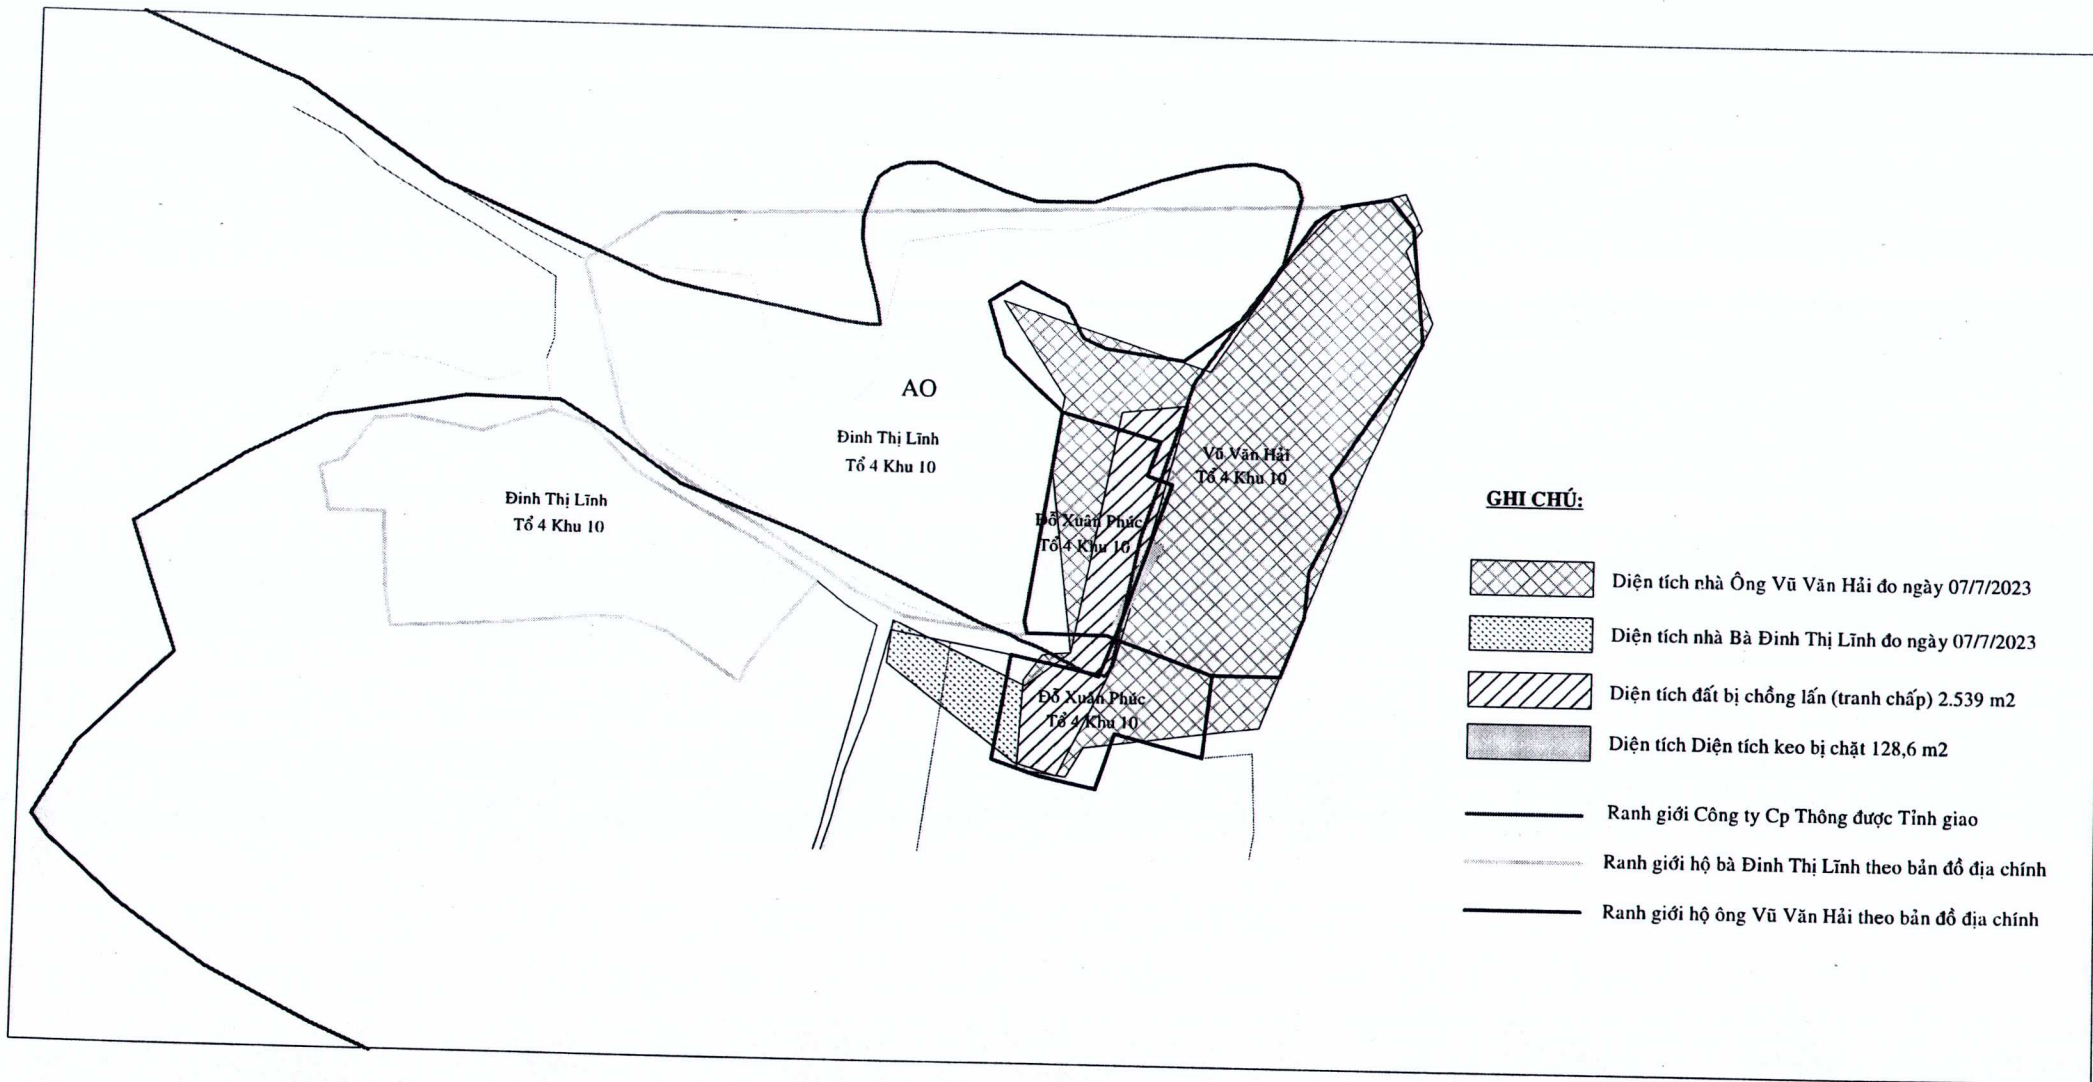 AO
Đinh Thị Lĩnh
Tổ 4 Khu 10
Đinh Thị Lĩnh
Tổ 4 Khu 10
Vũ Văn Hải
Tổ 4 Khu 10
Đỗ Xuân Phúc
Tổ 4 Khu 10
Đỗ Xuân Phúc
Tổ 4 Khu 10
GHI CHÚ:
Diện tích nhà Ông Vũ Văn Hải đo ngày 07/7/2023
Diện tích nhà Bà Đinh Thị Lĩnh đo ngày 07/7/2023
Diện tích đất bị chồng lấn (tranh chấp) 2.539 m2
Diện tích Diện tích keo bị chặt 128,6 m2
Ranh giới Công ty Cp Thông được Tỉnh giao
Ranh giới hộ bà Đinh Thị Lĩnh theo bản đồ địa chính
Ranh giới hộ ông Vũ Văn Hải theo bản đồ địa chính